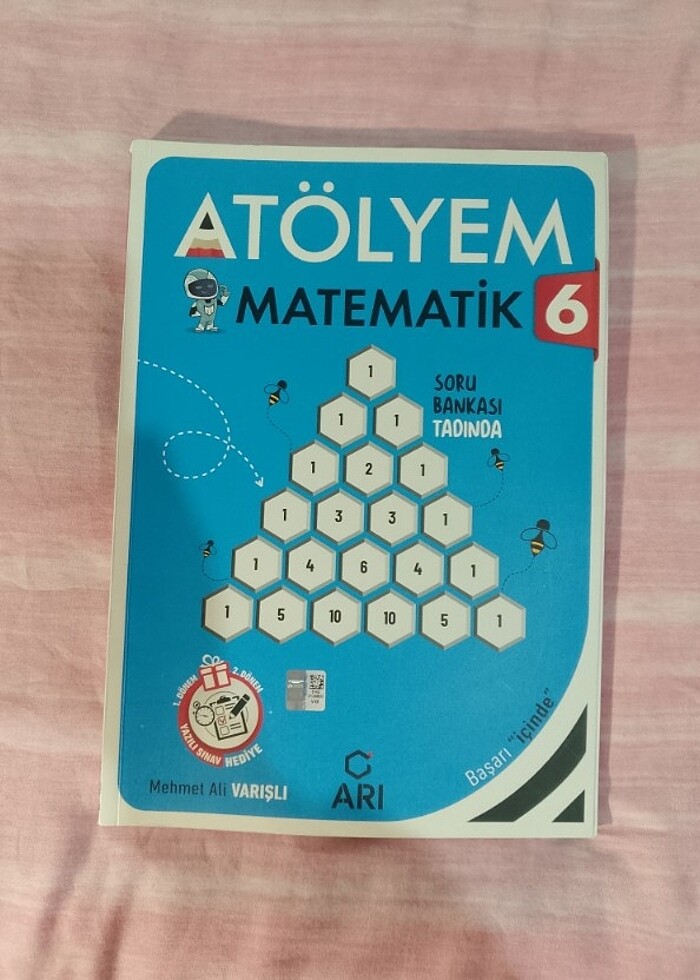 ATÖLYEM
MATEMATİK 6
SORU
BANKASI
TADINDA
1
1 1
1 2 1
1 3 3 1
1 4 6 4 1
1 5 10 10 5 1
1. DÖNEM 2. DÖNEM
YAZILI SINAV HEDİYE
Mehmet Ali VARIŞLI
ARI
Başarı "içinde"